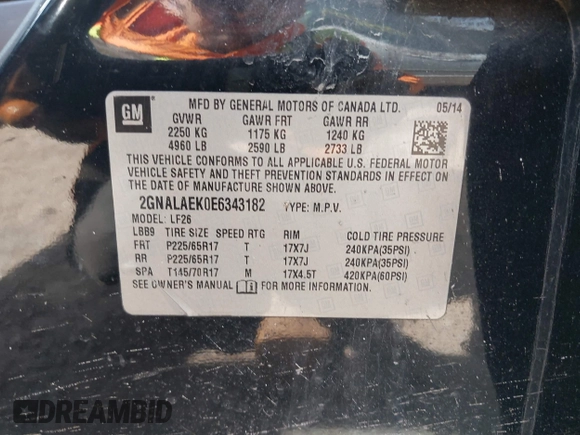 GM
MFD BY GENERAL MOTORS OF CANADA LTD. 05/14
GVWR GAWR FRT GAWR RR
2250 KG 1175 KG 1240 KG
4960 LB 2590 LB 2733 LB
THIS VEHICLE CONFORMS TO ALL APPLICABLE U.S. FEDERAL MOTOR
VEHICLE SAFETY AND THEFT PREVENTION STANDARDS IN EFFECT ON
THE DATE OF MANUFACTURE SHOWN ABOVE.
2GNALAEK0E6343182 TYPE: M.P.V.
MODEL: LF26
LBB9 TIRE SIZE SPEED RTG RIM COLD TIRE PRESSURE
FRT P225/65R17 T 17X7J 240KPA(35PSI)
RR P225/65R17 T 17X7J 240KPA(35PSI)
SPA T145/70R17 M 17X4.5T 420KPA(60PSI)
SEE OWNER'S MANUAL FOR MORE INFORMATION.
DREAMBID